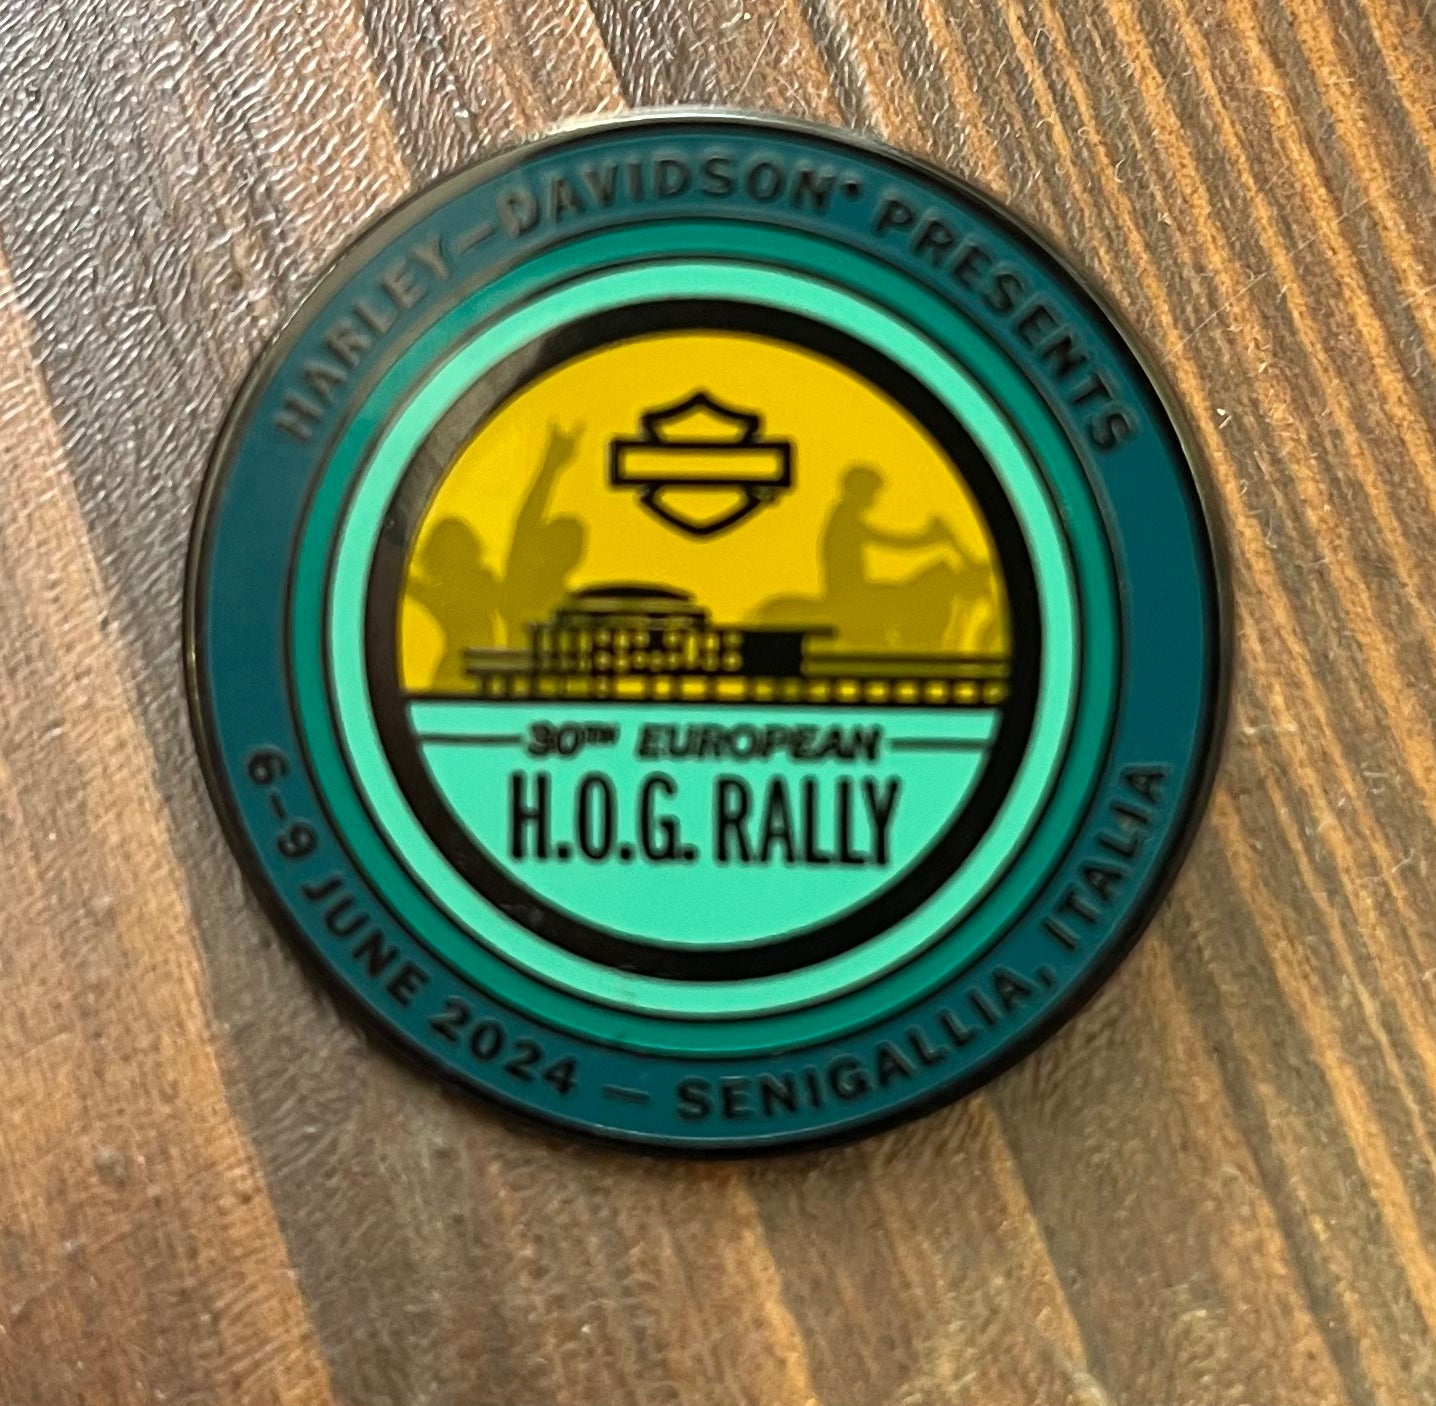 HARLEY–DAVIDSON® PRESENTS
30TH EUROPEAN
H.O.G. RALLY
6–9 JUNE 2024 — SENIGALLIA, ITALIA